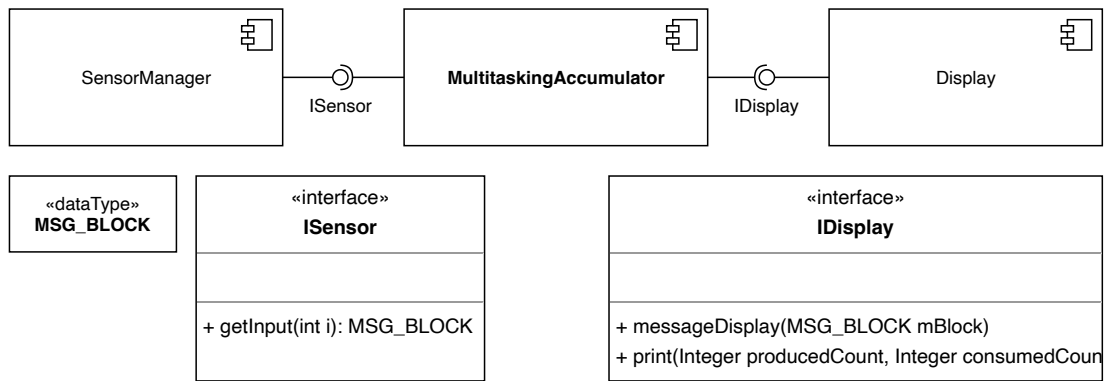 SensorManager
ISensor
MultitaskingAccumulator
IDisplay
Display
«dataType»
MSG_BLOCK
«interface»
ISensor
+ getInput(int i): MSG_BLOCK
«interface»
IDisplay
+ messageDisplay(MSG_BLOCK mBlock)
+ print(Integer producedCount, Integer consumedCoun